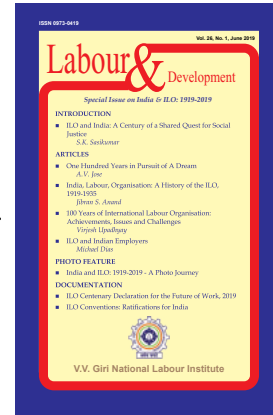 ISSN 0973-8419
Vol. 26, No. 1, June 2019
Labour & Development
Special Issue on India & ILO: 1919-2019
INTRODUCTION
ILO and India: A Century of a Shared Quest for Social
Justice
S.K. Sasikumar
ARTICLES
One Hundred Years in Pursuit of A Dream
A.V. Jose
India, Labour, Organisation: A History of the ILO,
1919-1935
Jibran S. Anand
100 Years of International Labour Organisation:
Achievements, Issues and Challenges
Virjesh Upadhyay
ILO and Indian Employers
Michael Dias
PHOTO FEATURE
India and ILO: 1919-2019 - A Photo Journey
DOCUMENTATION
ILO Centenary Declaration for the Future of Work, 2019
ILO Conventions: Ratifications for India
V.V. Giri National Labour Institute